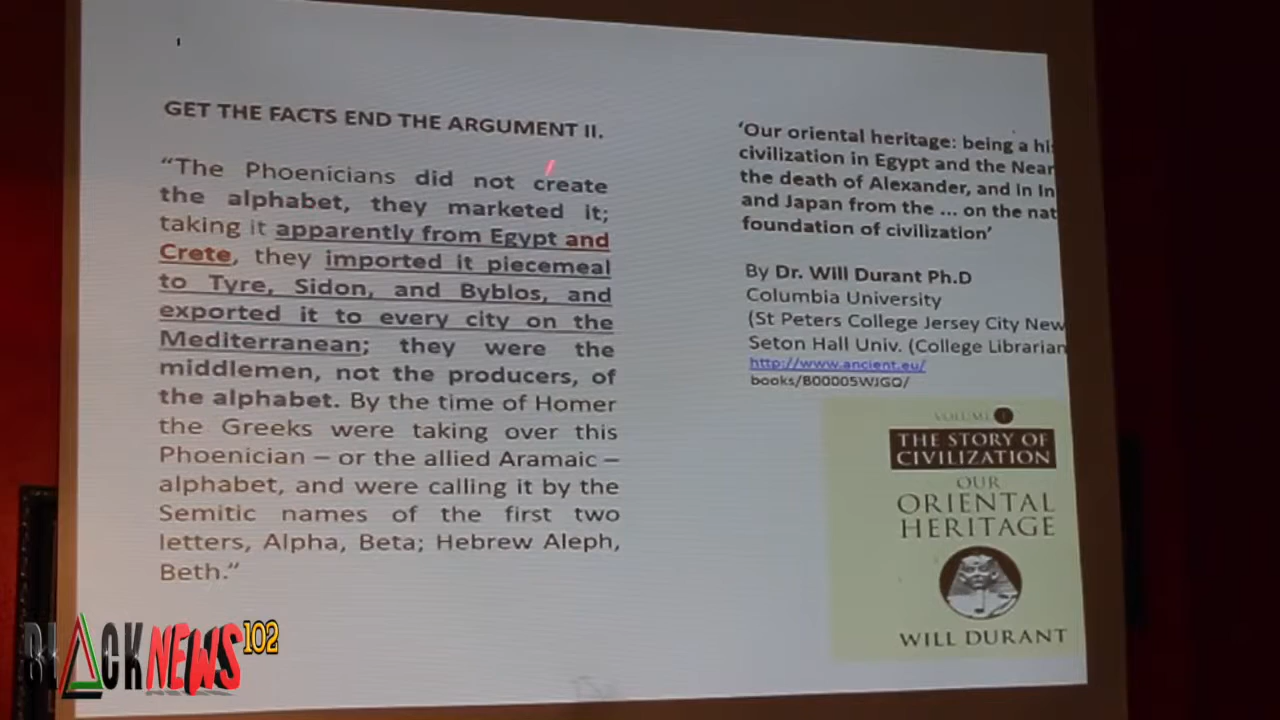 GET THE FACTS END THE ARGUMENT II.
“The Phoenicians did not create
the alphabet, they marketed it;
taking it apparently from Egypt and
Crete, they imported it piecemeal
to Tyre, Sidon, and Byblos, and
exported it to every city on the
Mediterranean; they were the
middlemen, not the producers, of
the alphabet. By the time of Homer
the Greeks were taking over this
Phoenician – or the allied Aramaic –
alphabet, and were calling it by the
Semitic names of the first two
letters, Alpha, Beta; Hebrew Aleph,
Beth.”
‘Our oriental heritage: being a
civilization in Egypt and the Near
the death of Alexander, and in
and Japan from the ... on the
foundation of civilization’
By Dr. Will Durant Ph.D
Columbia University
(St Peters College Jersey City New
Seton Hall Univ. (College Librarian
http://www.ancient.eu/
books/B00005WJGQ/
VOLUME 1
THE STORY OF
CIVILIZATION
OUR
ORIENTAL
HERITAGE
WILL DURANT
BLACK NEWS 102